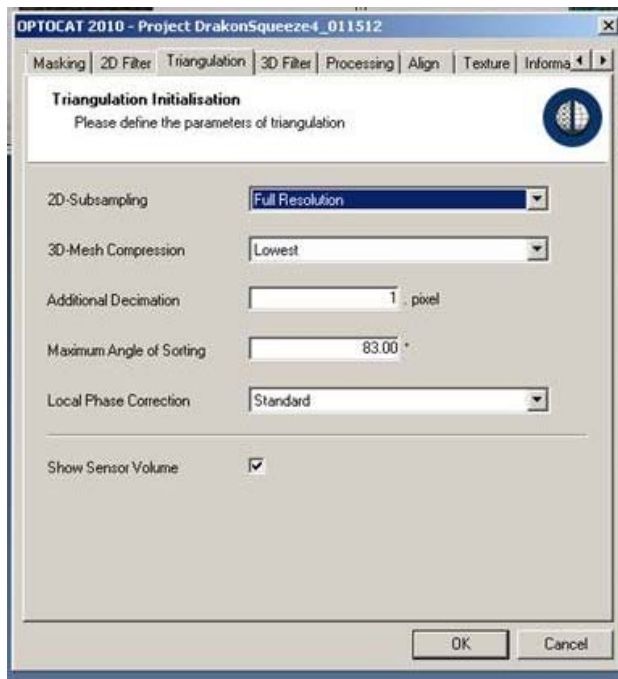 OPTOCAT 2010 - Project DrakonSqueeze4_011512
Masking 2D Filter Triangulation 3D Filter Processing Align Texture Informa
Triangulation Initialisation
Please define the parameters of triangulation
2D-Subsampling Full Resolution
3D-Mesh Compression Lowest
Additional Decimation 1 . pixel
Maximum Angle of Sorting 83.00 °
Local Phase Correction Standard
Show Sensor Volume
OK Cancel